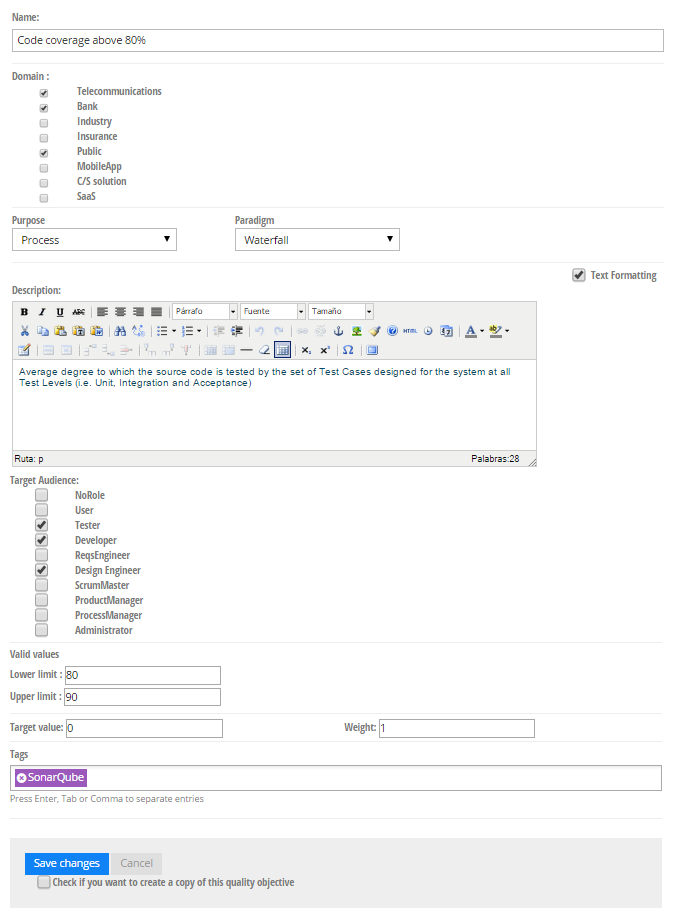 Name:
Code coverage above 80%
Domain :
Telecommunications
Bank
Industry
Insurance
Public
MobileApp
C/S solution
SaaS
Purpose Paradigm
Process Waterfall
Text Formatting
Description:
B I U ABC Párrafo Fuente Tamaño
HTML A ab
x₂ x² Ω
Average degree to which the source code is tested by the set of Test Cases designed for the system at all
Test Levels (i.e. Unit, Integration and Acceptance)
Ruta: p Palabras:28
Target Audience:
NoRole
User
Tester
Developer
ReqsEngineer
Design Engineer
ScrumMaster
ProductManager
ProcessManager
Administrator
Valid values
Lower limit : 80
Upper limit : 90
Target value: 0 Weight: 1
Tags
SonarQube
Press Enter, Tab or Comma to separate entries
Save changes Cancel
Check if you want to create a copy of this quality objective